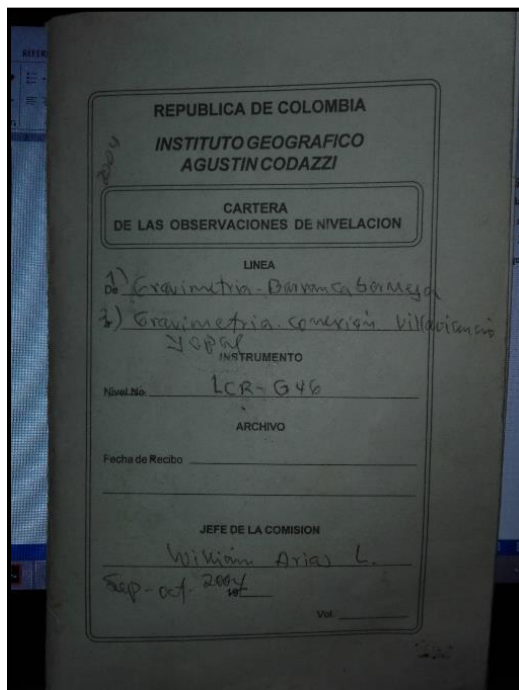 2004
REPUBLICA DE COLOMBIA
INSTITUTO GEOGRAFICO
AGUSTIN CODAZZI
CARTERA
DE LAS OBSERVACIONES DE NIVELACION
LINEA
1) Gravimetria - Barrancabermeja
De
2) Gravimetria. conexión Villavicencio
Yopal
INSTRUMENTO
Nivel No. LCR-G46
ARCHIVO
Fecha de Recibo
JEFE DE LA COMISION
Arias L.
Sep-oct. 2004
Vol.